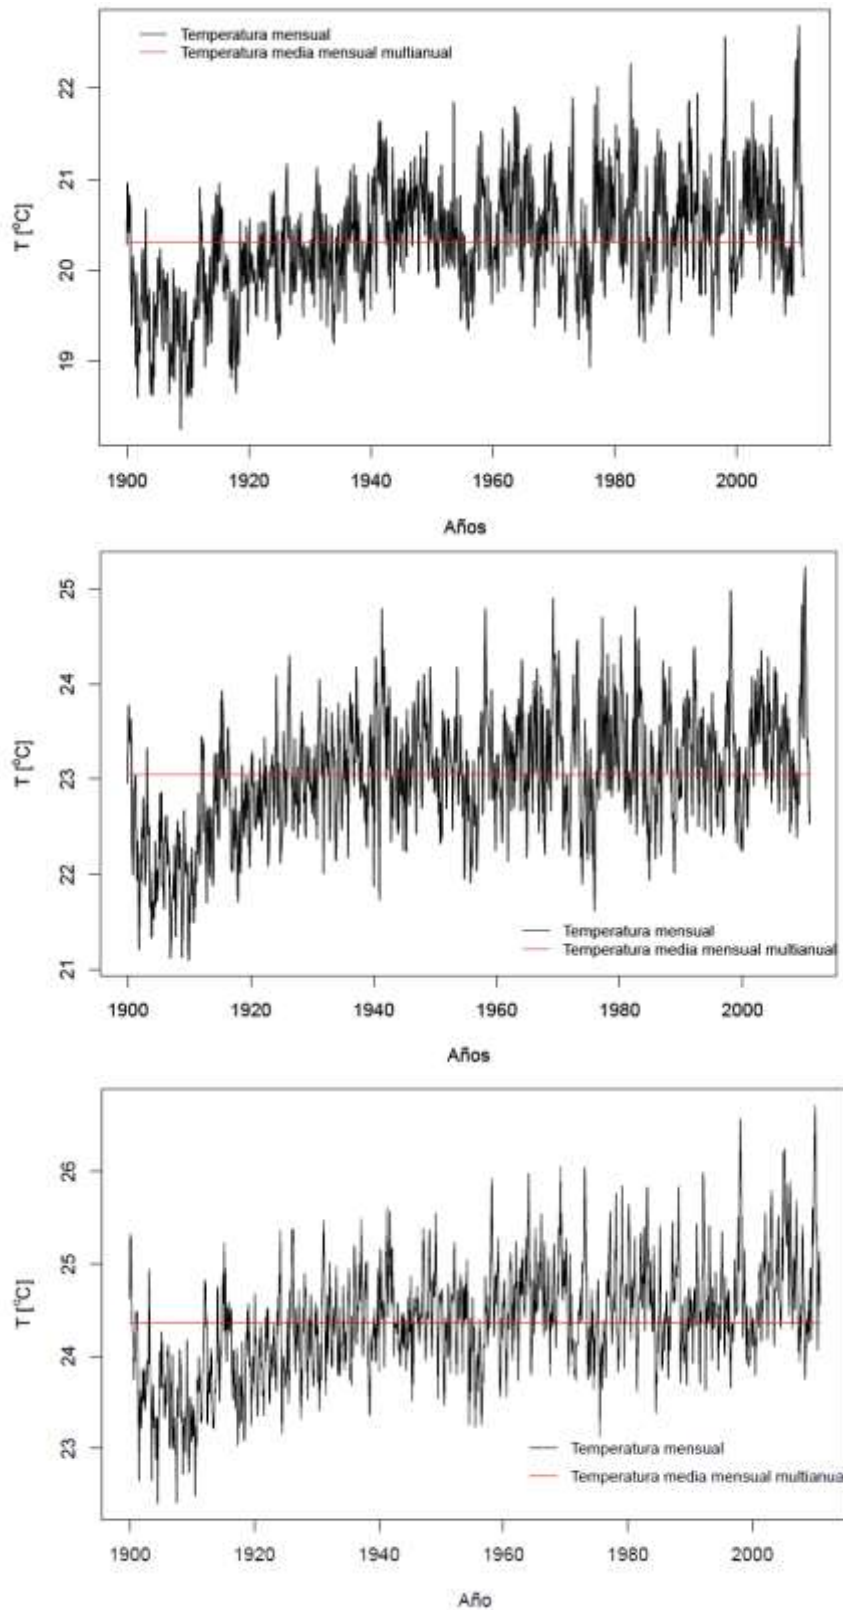 Temperatura mensual
Temperatura media mensual multianual
T [°C]
22
21
20
19
1900 1920 1940 1960 1980 2000
Años
T [°C]
25
24
23
22
21
Temperatura mensual
Temperatura media mensual multianual
1900 1920 1940 1960 1980 2000
Años
T [°C]
26
25
24
23
Temperatura mensual
Temperatura media mensual multianua
1900 1920 1940 1960 1980 2000
Año